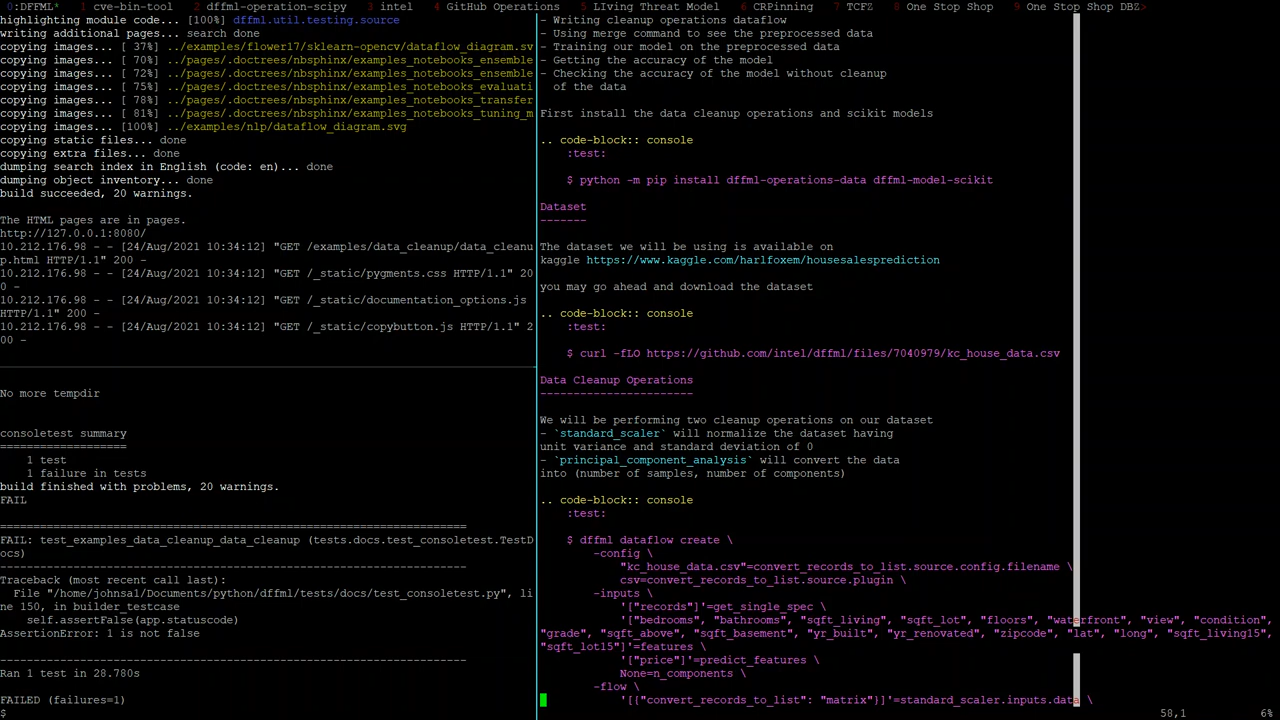 0:DFFML* 1 cve-bin-tool 2 dffml-operation-scipy 3 intel 4 GitHub Operations 5 LIving Threat Model 6 CRPinning 7 TCFZ 8 One Stop Shop 9 One Stop Shop DBZ>
highlighting module code... [100%] dffml.util.testing.source
writing additional pages... search done
copying images... [ 37%] ../examples/flower17/sklearn-opencv/dataflow_diagram.sv
copying images... [ 70%] ../pages/.doctrees/nbsphinx/examples_notebooks_ensemble
copying images... [ 72%] ../pages/.doctrees/nbsphinx/examples_notebooks_ensemble
copying images... [ 75%] ../pages/.doctrees/nbsphinx/examples_notebooks_evaluati
copying images... [ 78%] ../pages/.doctrees/nbsphinx/examples_notebooks_transfer
copying images... [ 81%] ../pages/.doctrees/nbsphinx/examples_notebooks_tuning_m
copying images... [100%] ../examples/nlp/dataflow_diagram.svg
copying static files... done
copying extra files... done
dumping search index in English (code: en)... done
dumping object inventory... done
build succeeded, 20 warnings.
The HTML pages are in pages.
http://127.0.0.1:8080/
10.212.176.98 - - [24/Aug/2021 10:34:12] "GET /examples/data_cleanup/data_cleanu
p.html HTTP/1.1" 200 -
10.212.176.98 - - [24/Aug/2021 10:34:12] "GET /_static/pygments.css HTTP/1.1" 20
0 -
10.212.176.98 - - [24/Aug/2021 10:34:12] "GET /_static/documentation_options.js
HTTP/1.1" 200 -
10.212.176.98 - - [24/Aug/2021 10:34:12] "GET /_static/copybutton.js HTTP/1.1" 2
00 -
No more tempdir
consoletest summary
===================
1 test
1 failure in tests
build finished with problems, 20 warnings.
FAIL
======================================================================
FAIL: test_examples_data_cleanup_data_cleanup (tests.docs.test_consoletest.TestD
ocs)
----------------------------------------------------------------------
Traceback (most recent call last):
File "/home/johnsa1/Documents/python/dffml/tests/docs/test_consoletest.py", li
ne 150, in builder_testcase
self.assertFalse(app.statuscode)
AssertionError: 1 is not false
----------------------------------------------------------------------
Ran 1 test in 28.780s
FAILED (failures=1)
$
- Writing cleanup operations dataflow
- Using merge command to see the preprocessed data
- Training our model on the preprocessed data
- Getting the accuracy of the model
- Checking the accuracy of the model without cleanup
of the data
First install the data cleanup operations and scikit models
.. code-block:: console
:test:
$ python -m pip install dffml-operations-data dffml-model-scikit
Dataset
-------
The dataset we will be using is available on
kaggle https://www.kaggle.com/harlfoxem/housesalesprediction
you may go ahead and download the dataset
.. code-block:: console
:test:
$ curl -fLO https://github.com/intel/dffml/files/7040979/kc_house_data.csv
Data Cleanup Operations
-----------------------
We will be performing two cleanup operations on our dataset
- `standard_scaler` will normalize the dataset having
unit variance and standard deviation of 0
- `principal_component_analysis` will convert the data
into (number of samples, number of components)
.. code-block:: console
:test:
$ dffml dataflow create \
-config \
"kc_house_data.csv"=convert_records_to_list.source.config.filename \
csv=convert_records_to_list.source.plugin \
-inputs \
'["records"]'=get_single_spec \
'["bedrooms", "bathrooms", "sqft_living", "sqft_lot", "floors", "waterfront", "view", "condition",
"grade", "sqft_above", "sqft_basement", "yr_built", "yr_renovated", "zipcode", "lat", "long", "sqft_living15",
"sqft_lot15"]'=features \
'["price"]'=predict_features \
None=n_components \
-flow \
'[{"convert_records_to_list": "matrix"}]'=standard_scaler.inputs.data \
58,1 6%